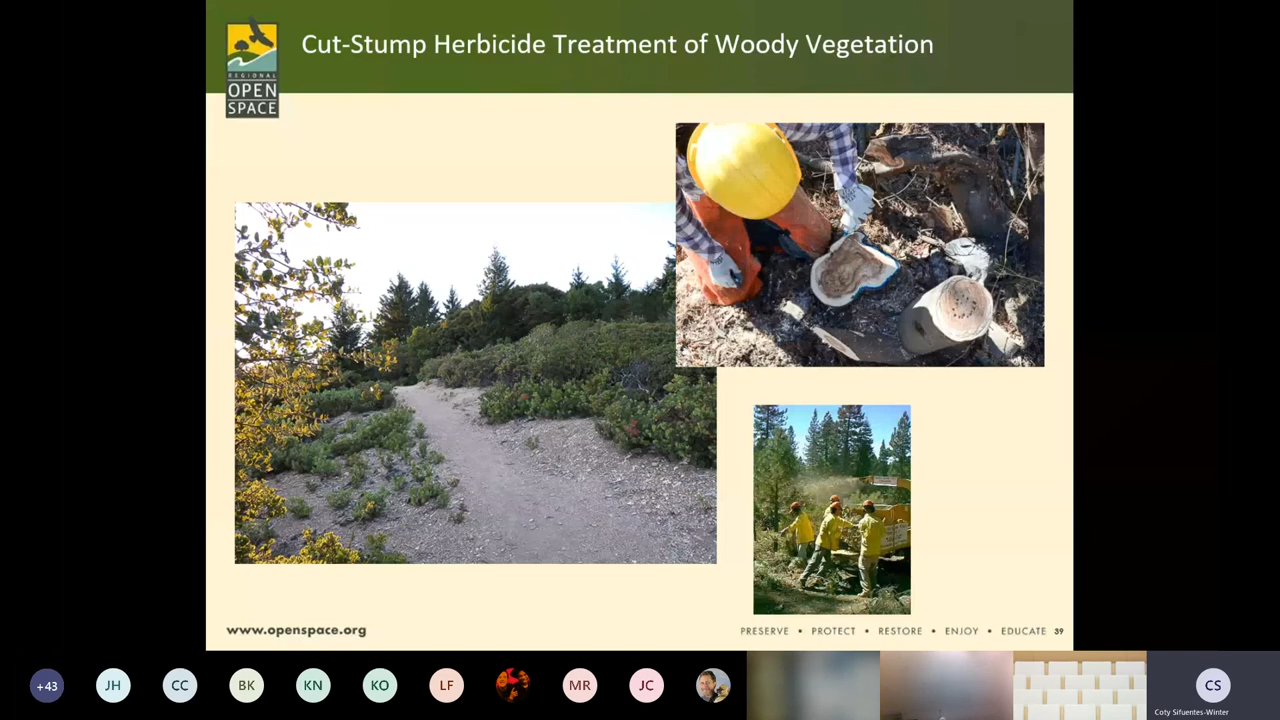 Cut-Stump Herbicide Treatment of Woody Vegetation
REGIONAL
OPEN
SPACE
www.openspace.org
PRESERVE • PROTECT • RESTORE • ENJOY • EDUCATE 39
+43
JH
CC
BK
KN
KO
LF
MR
JC
CS
Coty Sifuentes-Winter